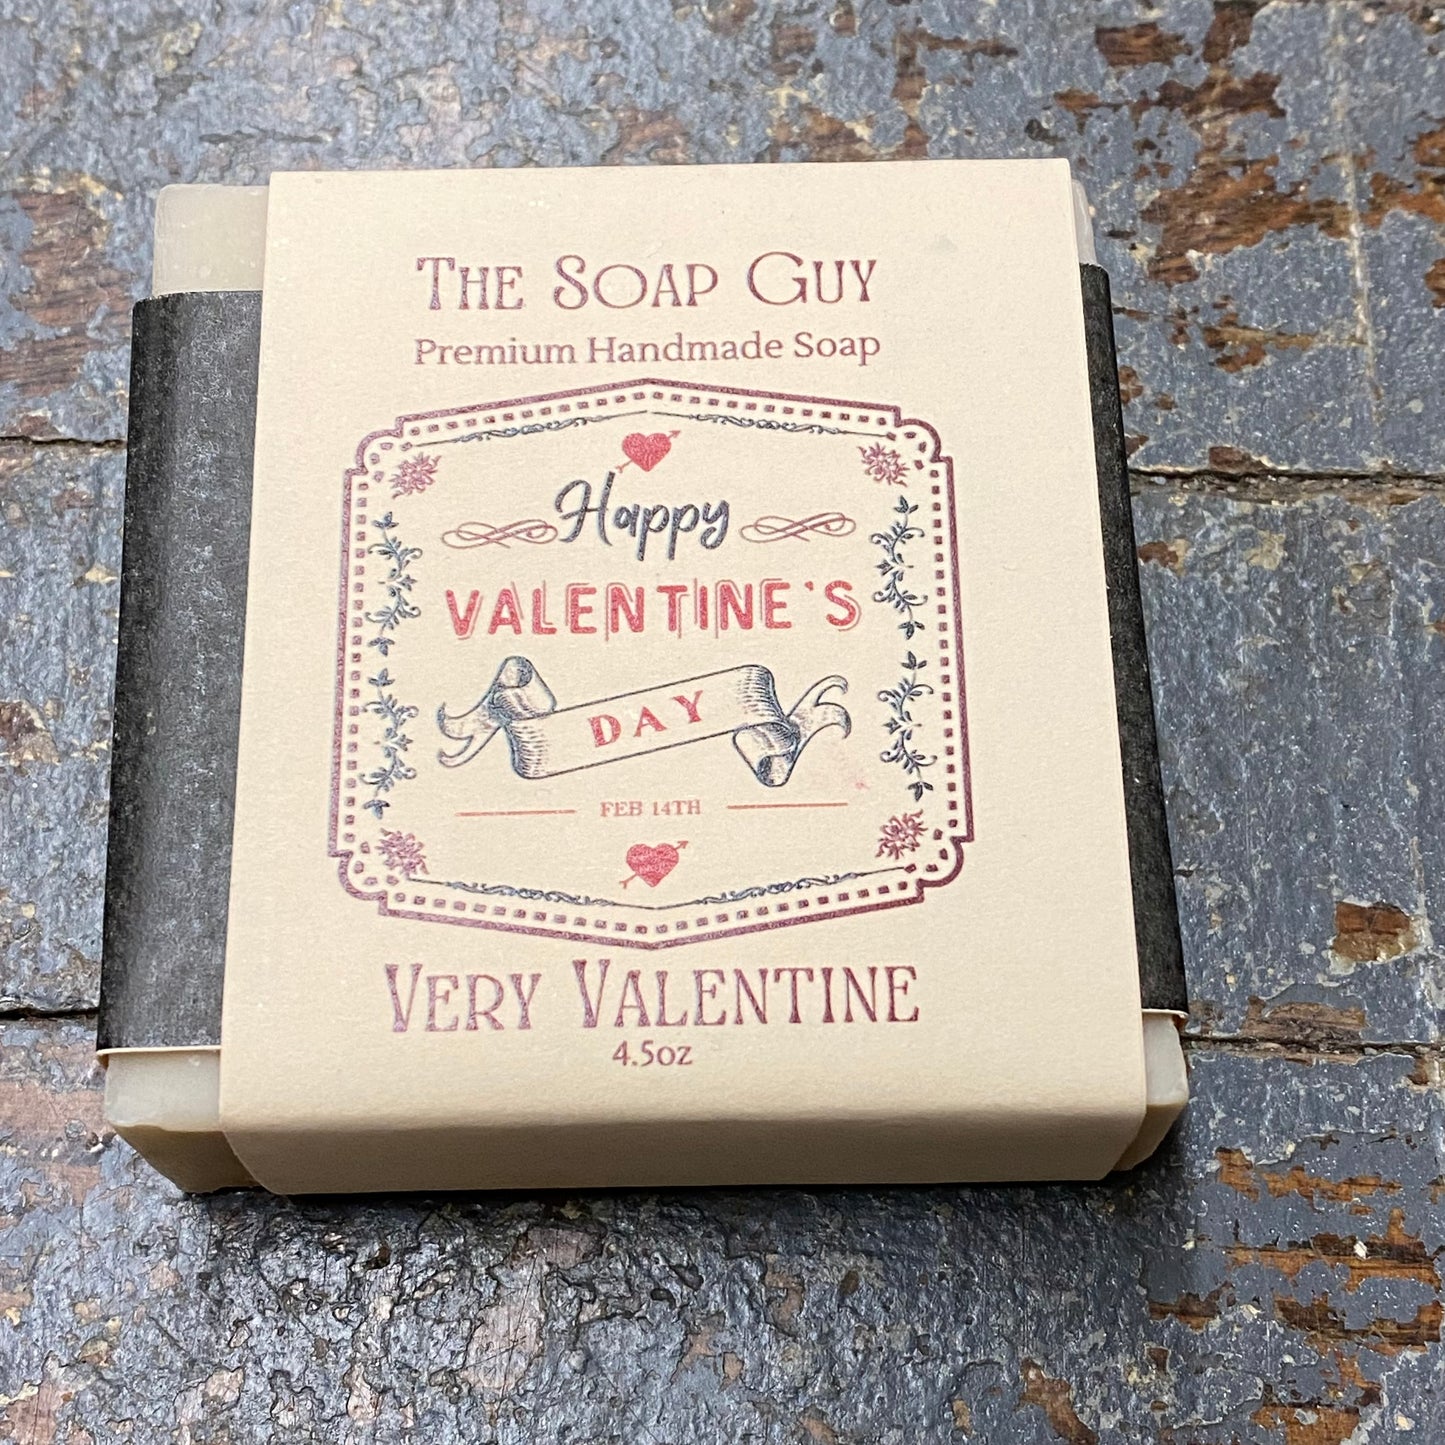 The Soap Guy
Premium Handmade Soap
Happy
VALENTINE'S
DAY
FEB 14TH
Very Valentine
4.5oz